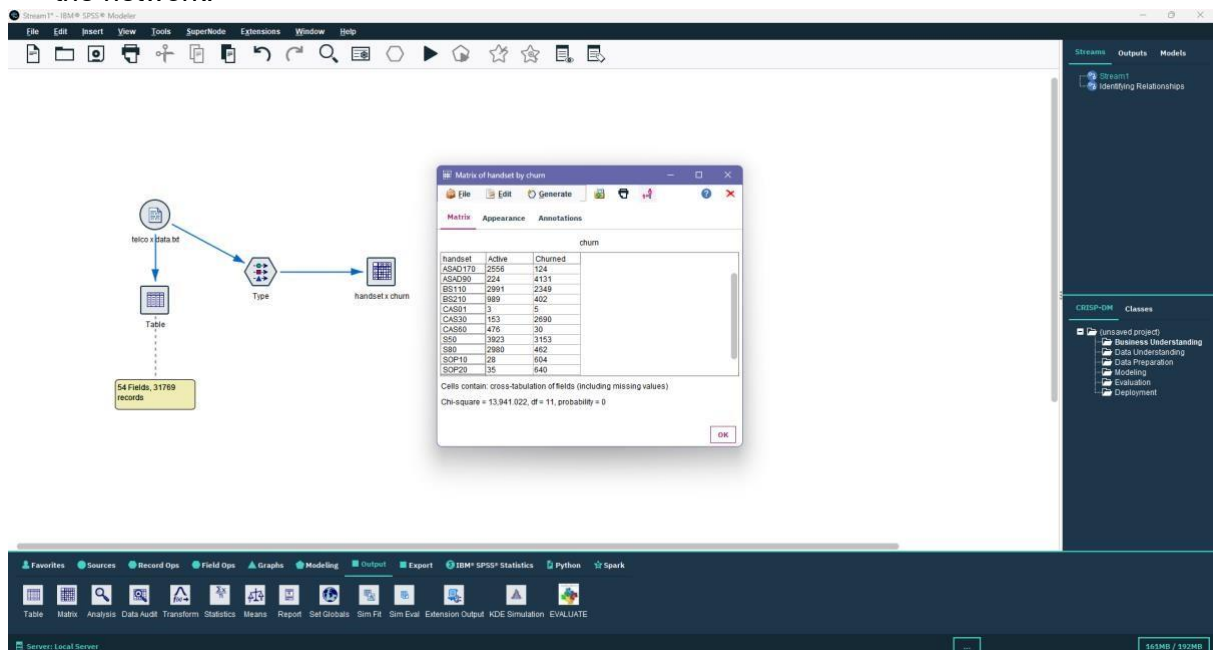 the network.
Stream1* - IBM® SPSS® Modeler
File Edit Insert View Tools SuperNode Extensions Window Help
Streams Outputs Models
Stream1
Identifying Relationships
telco x data.txt
Type
handset x churn
Table
54 Fields, 31769
records
Matrix of handset by churn
File Edit Generate
Matrix Appearance Annotations
churn
handset Active Churned
ASAD170 2556 124
ASAD90 224 4131
BS110 2991 2349
BS210 989 402
CAS01 3 5
CAS30 153 2690
CAS60 476 30
S50 3923 3153
S80 2980 462
SOP10 28 604
SOP20 35 640
Cells contain: cross-tabulation of fields (including missing values)
Chi-square = 13,941.022, df = 11, probability = 0
OK
CRISP-DM Classes
(unsaved project)
Business Understanding
Data Understanding
Data Preparation
Modeling
Evaluation
Deployment
Favorites Sources Record Ops Field Ops Graphs Modeling Output Export IBM® SPSS® Statistics Python Spark
Table Matrix Analysis Data Audit Transform Statistics Means Report Set Globals Sim Fit Sim Eval Extension Output KDE Simulation EVALUATE
Server: Local Server
161MB / 192MB